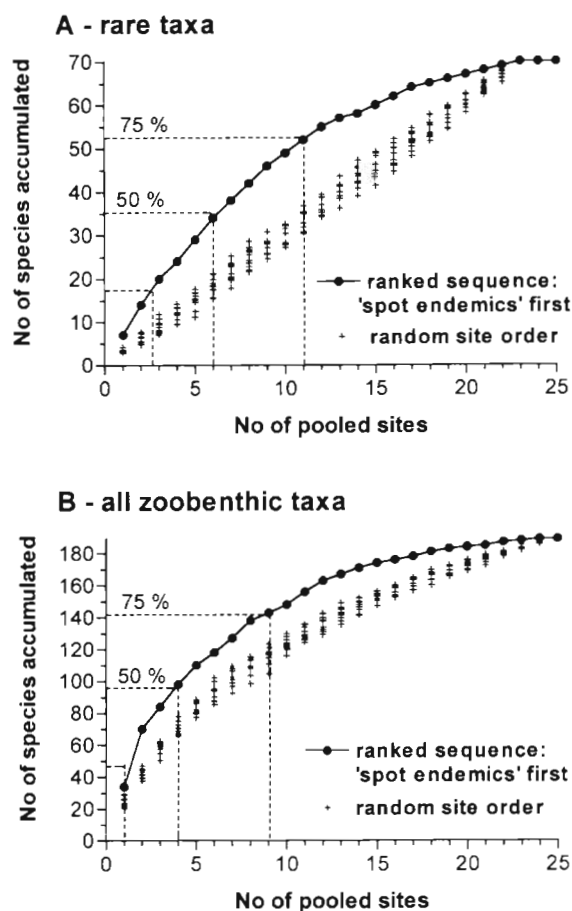 A - rare taxa
No of species accumulated
70
60
50
40
30
20
10
0
75 %
50 %
ranked sequence:
'spot endemics' first
random site order
0 5 10 15 20 25
No of pooled sites
B - all zoobenthic taxa
No of species accumulated
180
160
140
120
100
80
60
40
20
0
75 %
50 %
ranked sequence:
'spot endemics' first
random site order
0 5 10 15 20 25
No of pooled sites